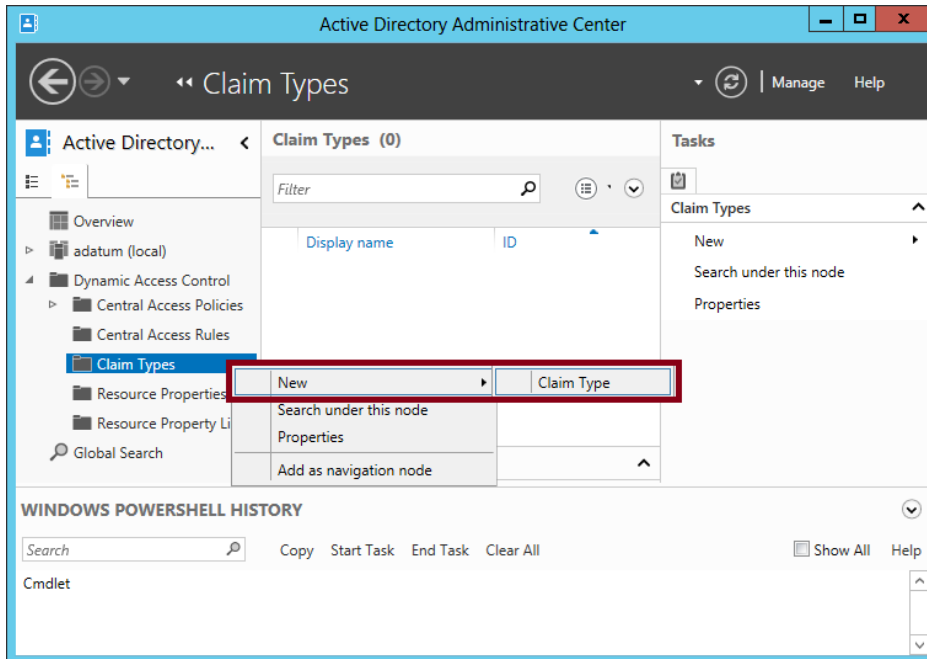 Active Directory Administrative Center
Claim Types
Manage Help
Active Directory...
Claim Types (0)
Tasks
Filter
Claim Types
Overview
Display name ID
New
adatum (local)
Search under this node
Dynamic Access Control
Properties
Central Access Policies
Central Access Rules
Claim Types
New
Claim Type
Resource Properties
Search under this node
Resource Property Li
Properties
Global Search
Add as navigation node
WINDOWS POWERSHELL HISTORY
Search
Copy Start Task End Task Clear All
Show All Help
Cmdlet